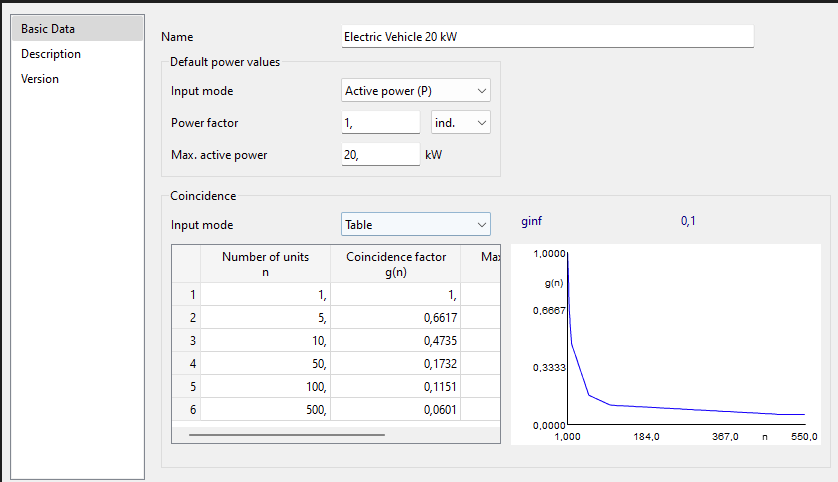 Basic Data
Description
Version
Name Electric Vehicle 20 kW
Default power values
Input mode Active power (P)
Power factor 1, ind.
Max. active power 20, kW
Coincidence
Input mode Table ginf 0,1
Number of units Coincidence factor Max
n g(n)
1 1, 1,
2 5, 0,6617
3 10, 0,4735
4 50, 0,1732
5 100, 0,1151
6 500, 0,0601
1,0000
g(n)
0,6667
0,3333
0,0000
1,000 184,0 367,0 n 550,0